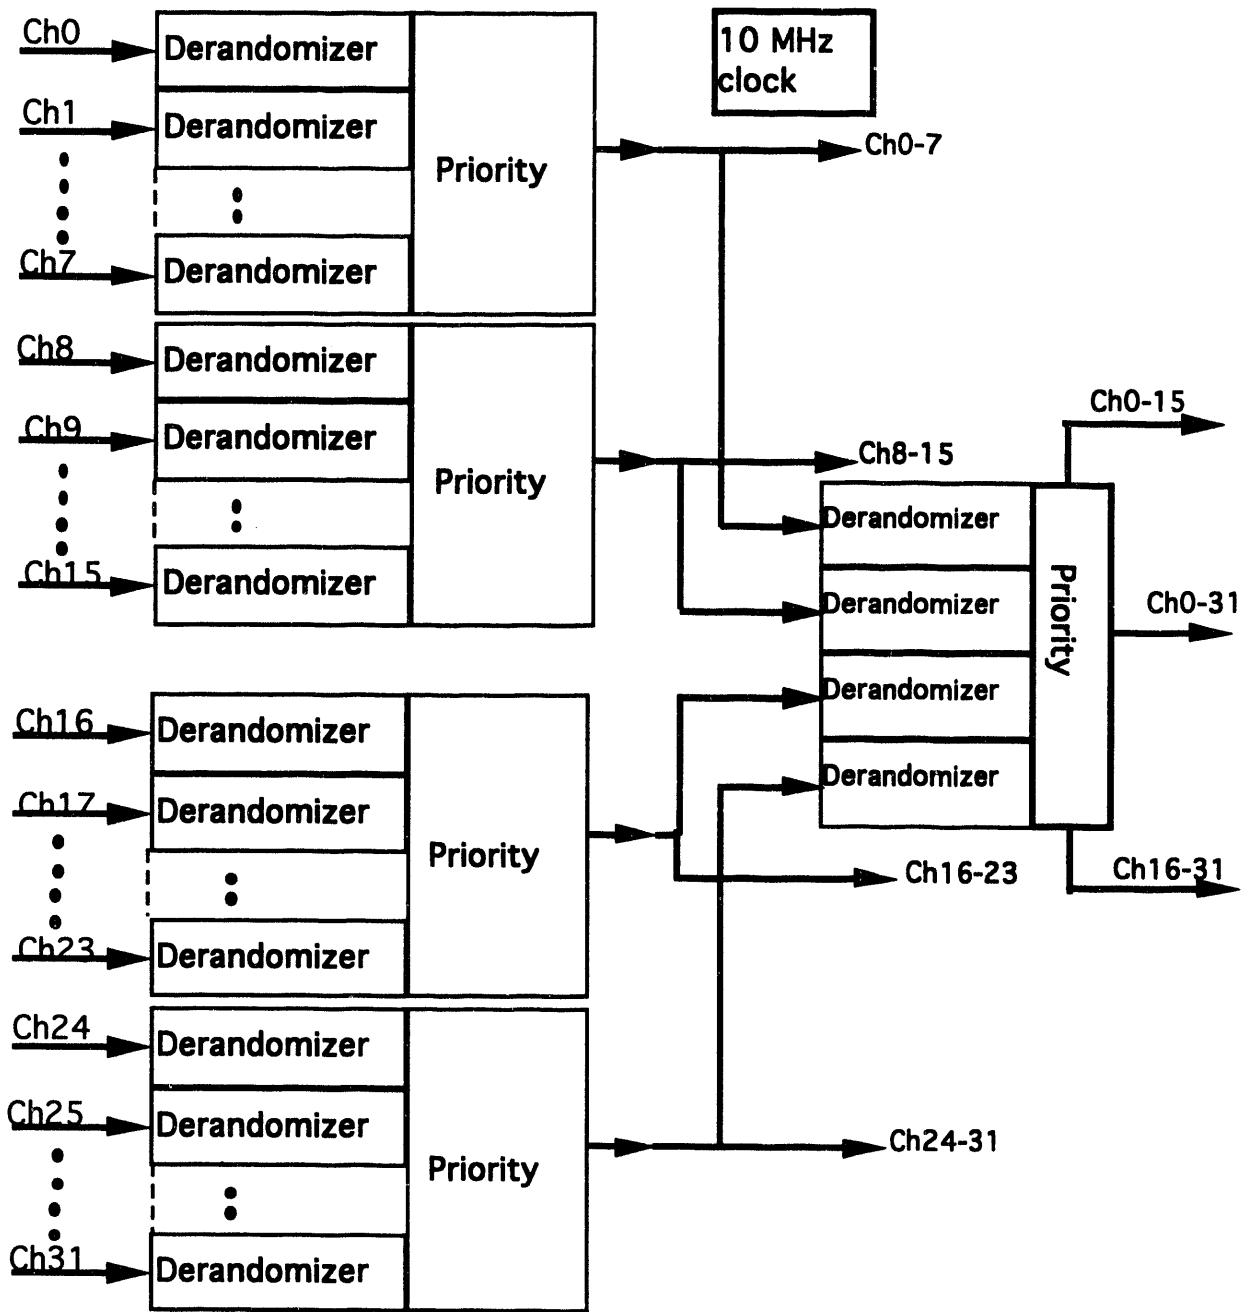 Ch0
Derandomizer
10 MHz
clock
Ch1
Derandomizer
Priority
Ch0-7
Ch7
Derandomizer
Ch8
Derandomizer
Ch9
Derandomizer
Priority
Ch8-15
Ch0-15
Ch15
Derandomizer
Derandomizer
Derandomizer
Derandomizer
Derandomizer
Priority
Ch0-31
Ch16
Derandomizer
Ch17
Derandomizer
Priority
Ch16-23
Ch16-31
Ch23
Derandomizer
Ch24
Derandomizer
Ch25
Derandomizer
Priority
Ch24-31
Ch31
Derandomizer